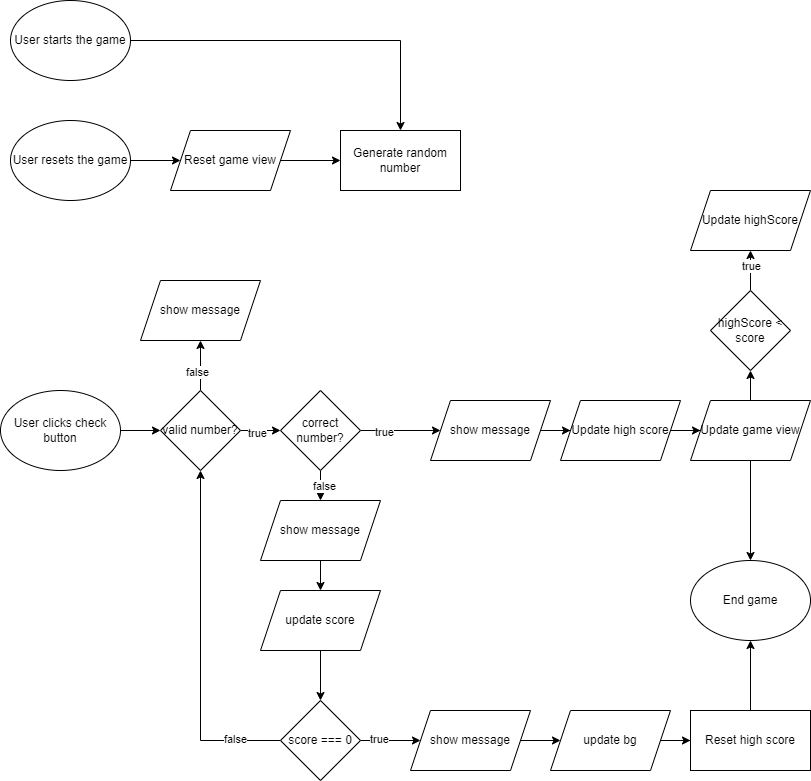 User starts the game
User resets the game
Reset game view
Generate random
number
Update highScore
true
highScore <
score
show message
false
User clicks check
button
valid number?
true
correct
number?
true
show message
Update high score
Update game view
false
show message
update score
End game
false
score === 0
true
show message
update bg
Reset high score